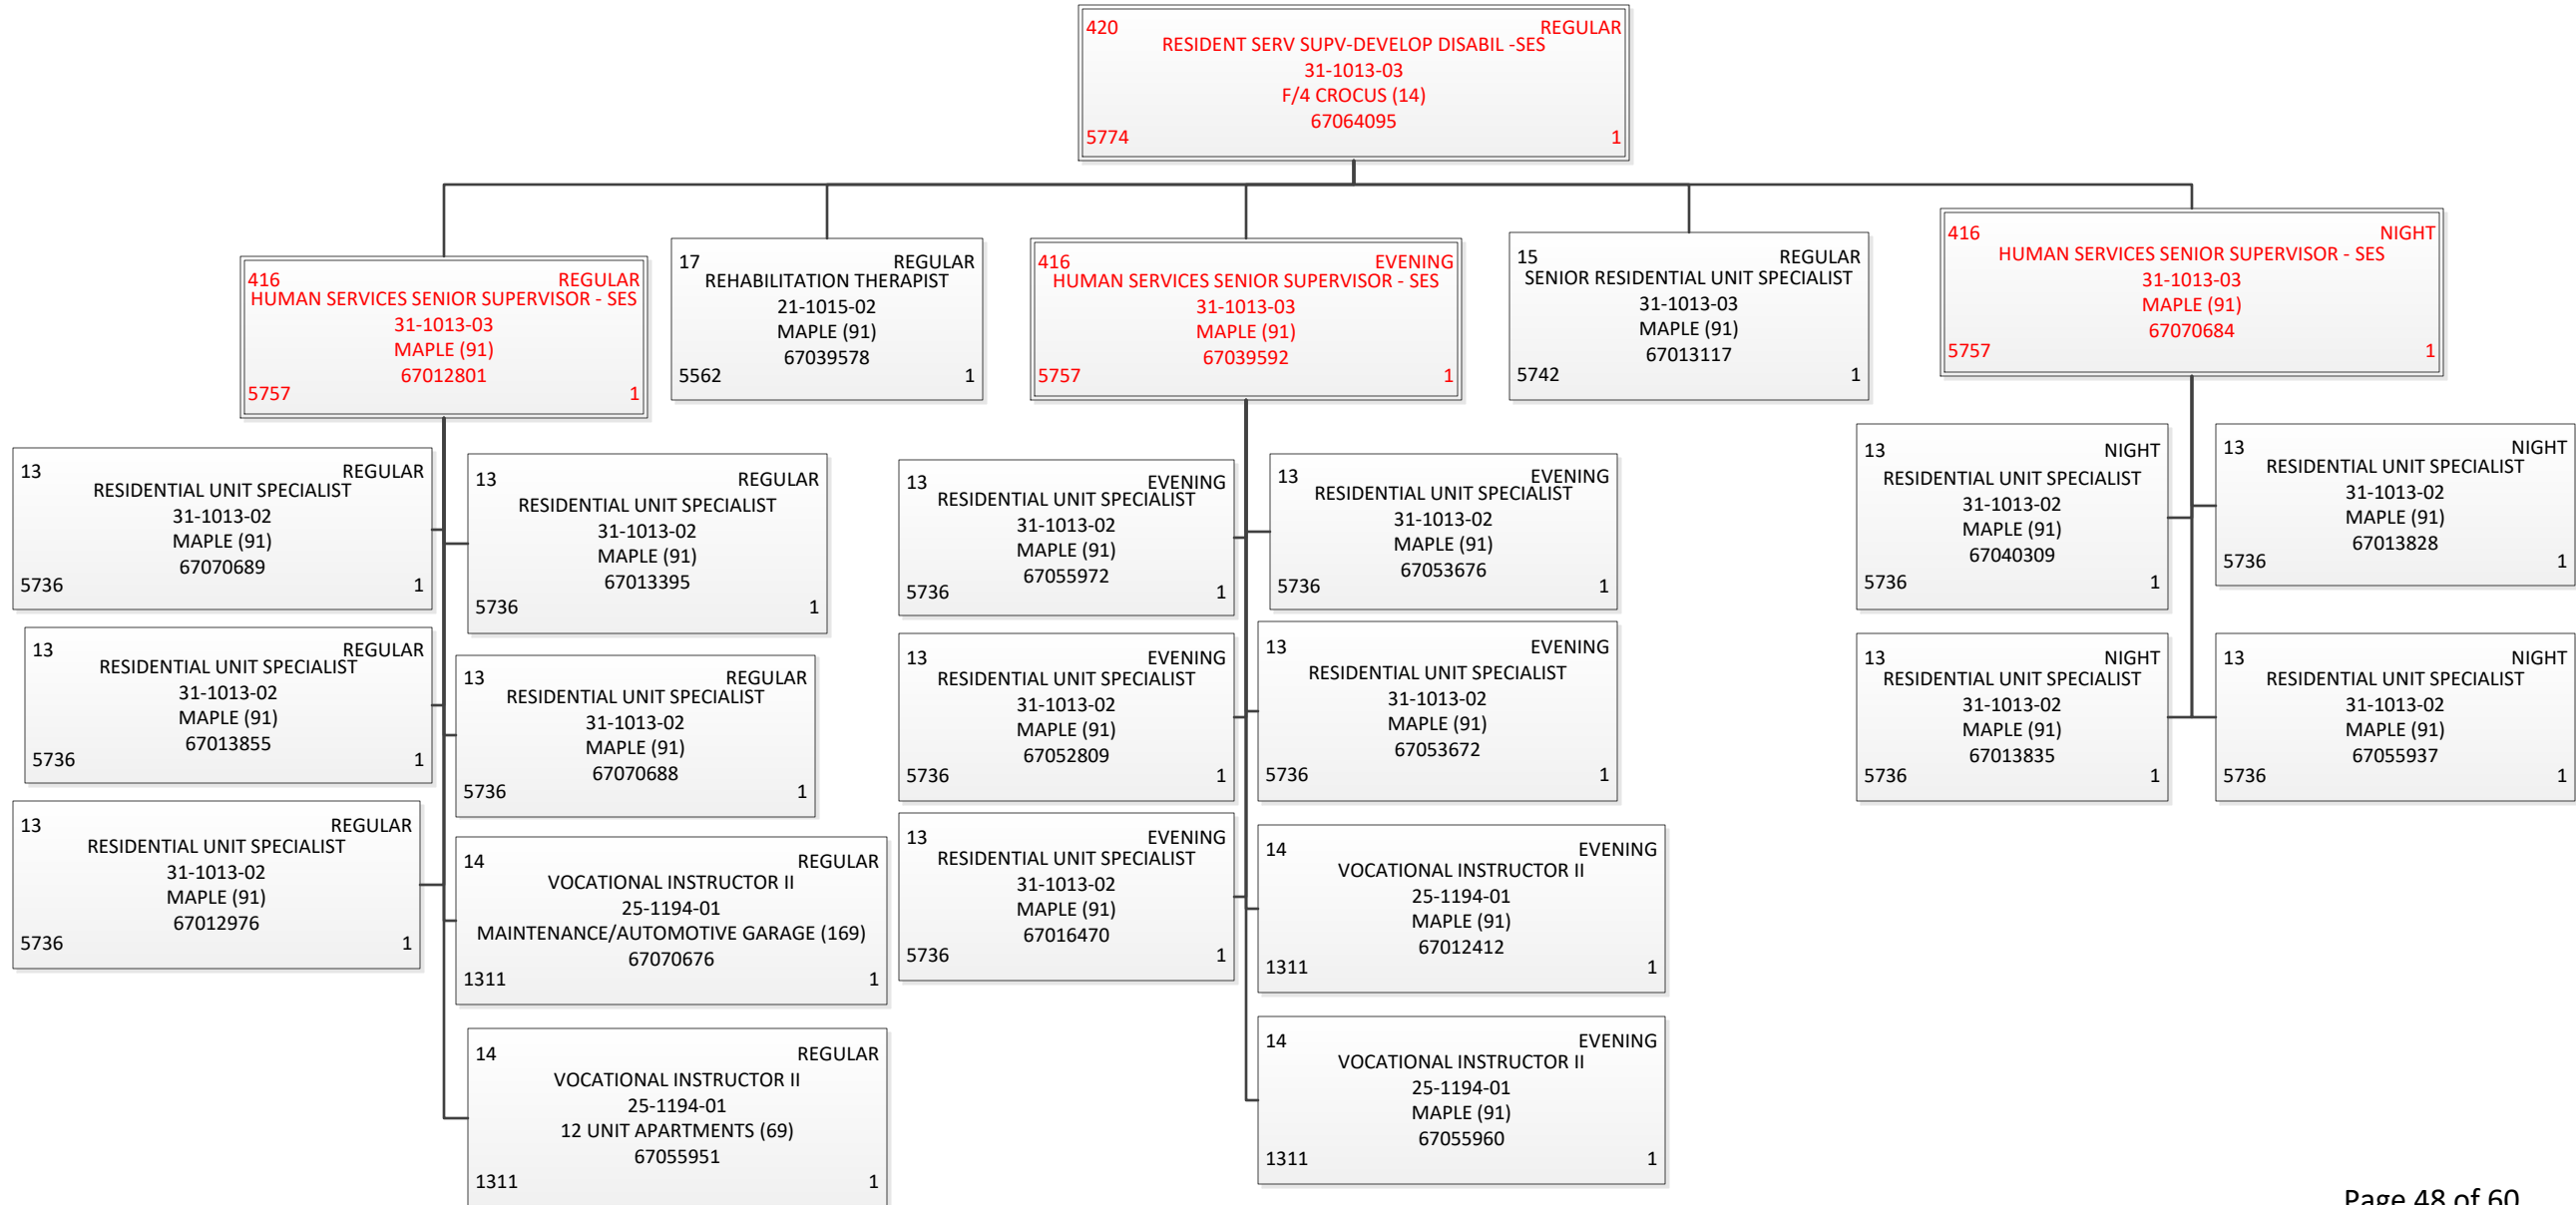 420 REGULAR
RESIDENT SERV SUPV-DEVELOP DISABIL -SES
31-1013-03
F/4 CROCUS (14)
67064095
5774 1
416 REGULAR
HUMAN SERVICES SENIOR SUPERVISOR - SES
31-1013-03
MAPLE (91)
67012801
5757 1
17 REGULAR
REHABILITATION THERAPIST
21-1015-02
MAPLE (91)
67039578
5562 1
416 EVENING
HUMAN SERVICES SENIOR SUPERVISOR - SES
31-1013-03
MAPLE (91)
67039592
5757 1
15 REGULAR
SENIOR RESIDENTIAL UNIT SPECIALIST
31-1013-03
MAPLE (91)
67013117
5742 1
416 NIGHT
HUMAN SERVICES SENIOR SUPERVISOR - SES
31-1013-03
MAPLE (91)
67070684
5757 1
13 REGULAR
RESIDENTIAL UNIT SPECIALIST
31-1013-02
MAPLE (91)
67070689
5736 1
13 REGULAR
RESIDENTIAL UNIT SPECIALIST
31-1013-02
MAPLE (91)
67013395
5736 1
13 REGULAR
RESIDENTIAL UNIT SPECIALIST
31-1013-02
MAPLE (91)
67013855
5736 1
13 REGULAR
RESIDENTIAL UNIT SPECIALIST
31-1013-02
MAPLE (91)
67070688
5736 1
13 REGULAR
RESIDENTIAL UNIT SPECIALIST
31-1013-02
MAPLE (91)
67012976
5736 1
14 REGULAR
VOCATIONAL INSTRUCTOR II
25-1194-01
MAINTENANCE/AUTOMOTIVE GARAGE (169)
67070676
1311 1
14 REGULAR
VOCATIONAL INSTRUCTOR II
25-1194-01
12 UNIT APARTMENTS (69)
67055951
1311 1
13 EVENING
RESIDENTIAL UNIT SPECIALIST
31-1013-02
MAPLE (91)
67055972
5736 1
13 EVENING
RESIDENTIAL UNIT SPECIALIST
31-1013-02
MAPLE (91)
67053676
5736 1
13 EVENING
RESIDENTIAL UNIT SPECIALIST
31-1013-02
MAPLE (91)
67052809
5736 1
13 EVENING
RESIDENTIAL UNIT SPECIALIST
31-1013-02
MAPLE (91)
67053672
5736 1
13 EVENING
RESIDENTIAL UNIT SPECIALIST
31-1013-02
MAPLE (91)
67016470
5736 1
14 EVENING
VOCATIONAL INSTRUCTOR II
25-1194-01
MAPLE (91)
67012412
1311 1
14 EVENING
VOCATIONAL INSTRUCTOR II
25-1194-01
MAPLE (91)
67055960
1311 1
13 NIGHT
RESIDENTIAL UNIT SPECIALIST
31-1013-02
MAPLE (91)
67040309
5736 1
13 NIGHT
RESIDENTIAL UNIT SPECIALIST
31-1013-02
MAPLE (91)
67013828
5736 1
13 NIGHT
RESIDENTIAL UNIT SPECIALIST
31-1013-02
MAPLE (91)
67013835
5736 1
13 NIGHT
RESIDENTIAL UNIT SPECIALIST
31-1013-02
MAPLE (91)
67055937
5736 1
Page 48 of 60